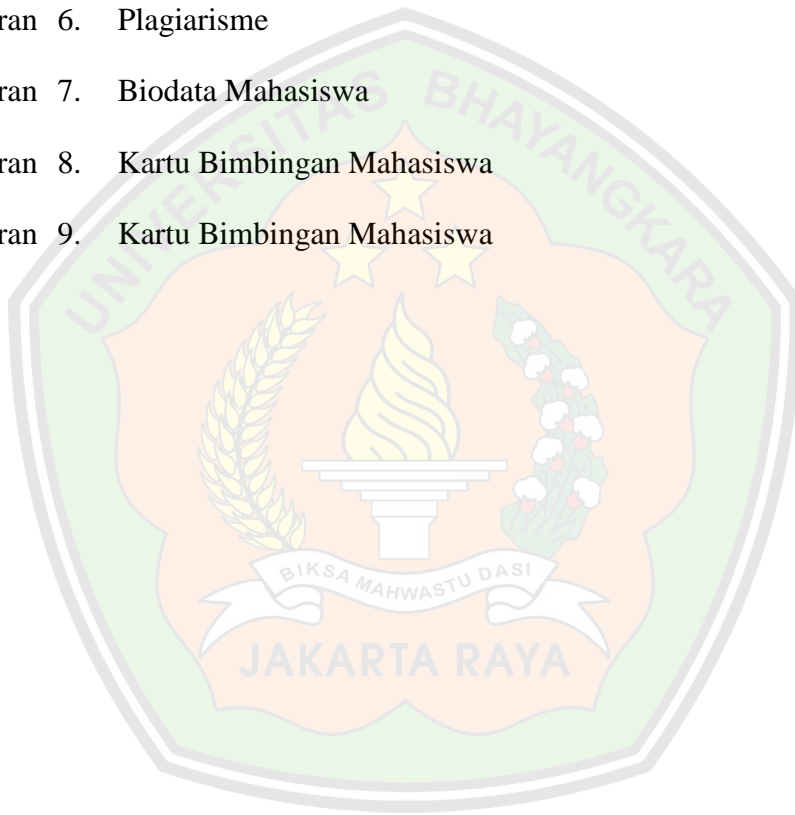 ran 6. Plagiarisme
ran 7. Biodata Mahasiswa
ran 8. Kartu Bimbingan Mahasiswa
ran 9. Kartu Bimbingan Mahasiswa
UNIVERSITAS BHAYANGKARA
BIKSA MAHWASTU DASI
JAKARTA RAYA